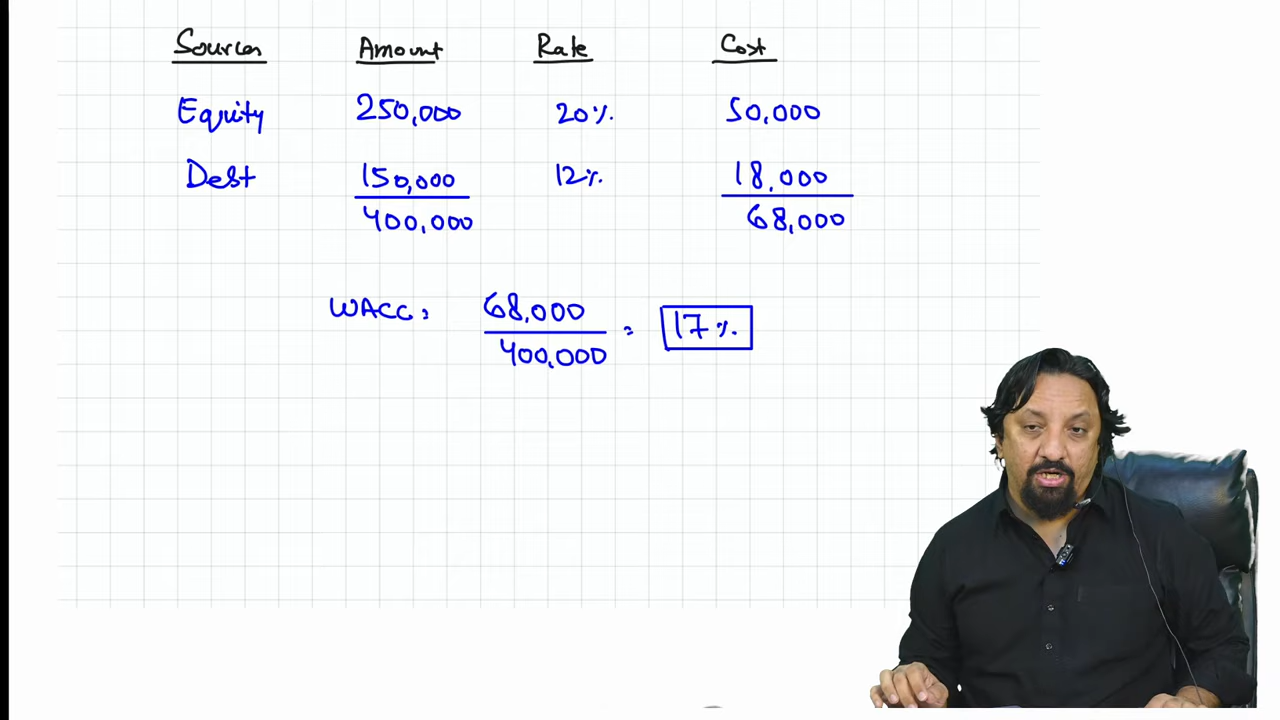 Sources Amount Rate Cost
Equity 250,000 20% 50,000
Debt 150,000 12% 18,000
400,000 68,000
WACC = 68,000 / 400,000 = 17%